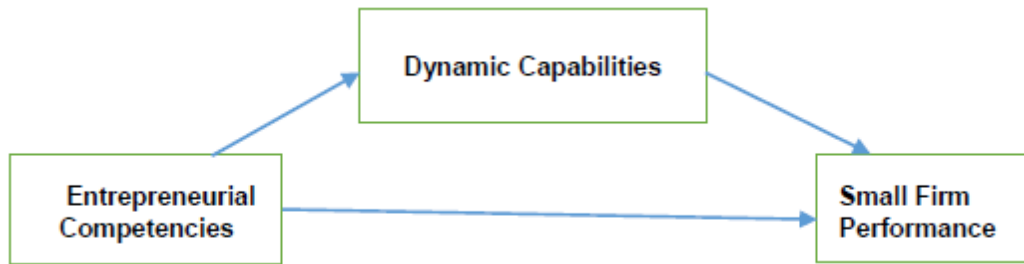 Dynamic Capabilities
Entrepreneurial
Competencies
Small Firm
Performance